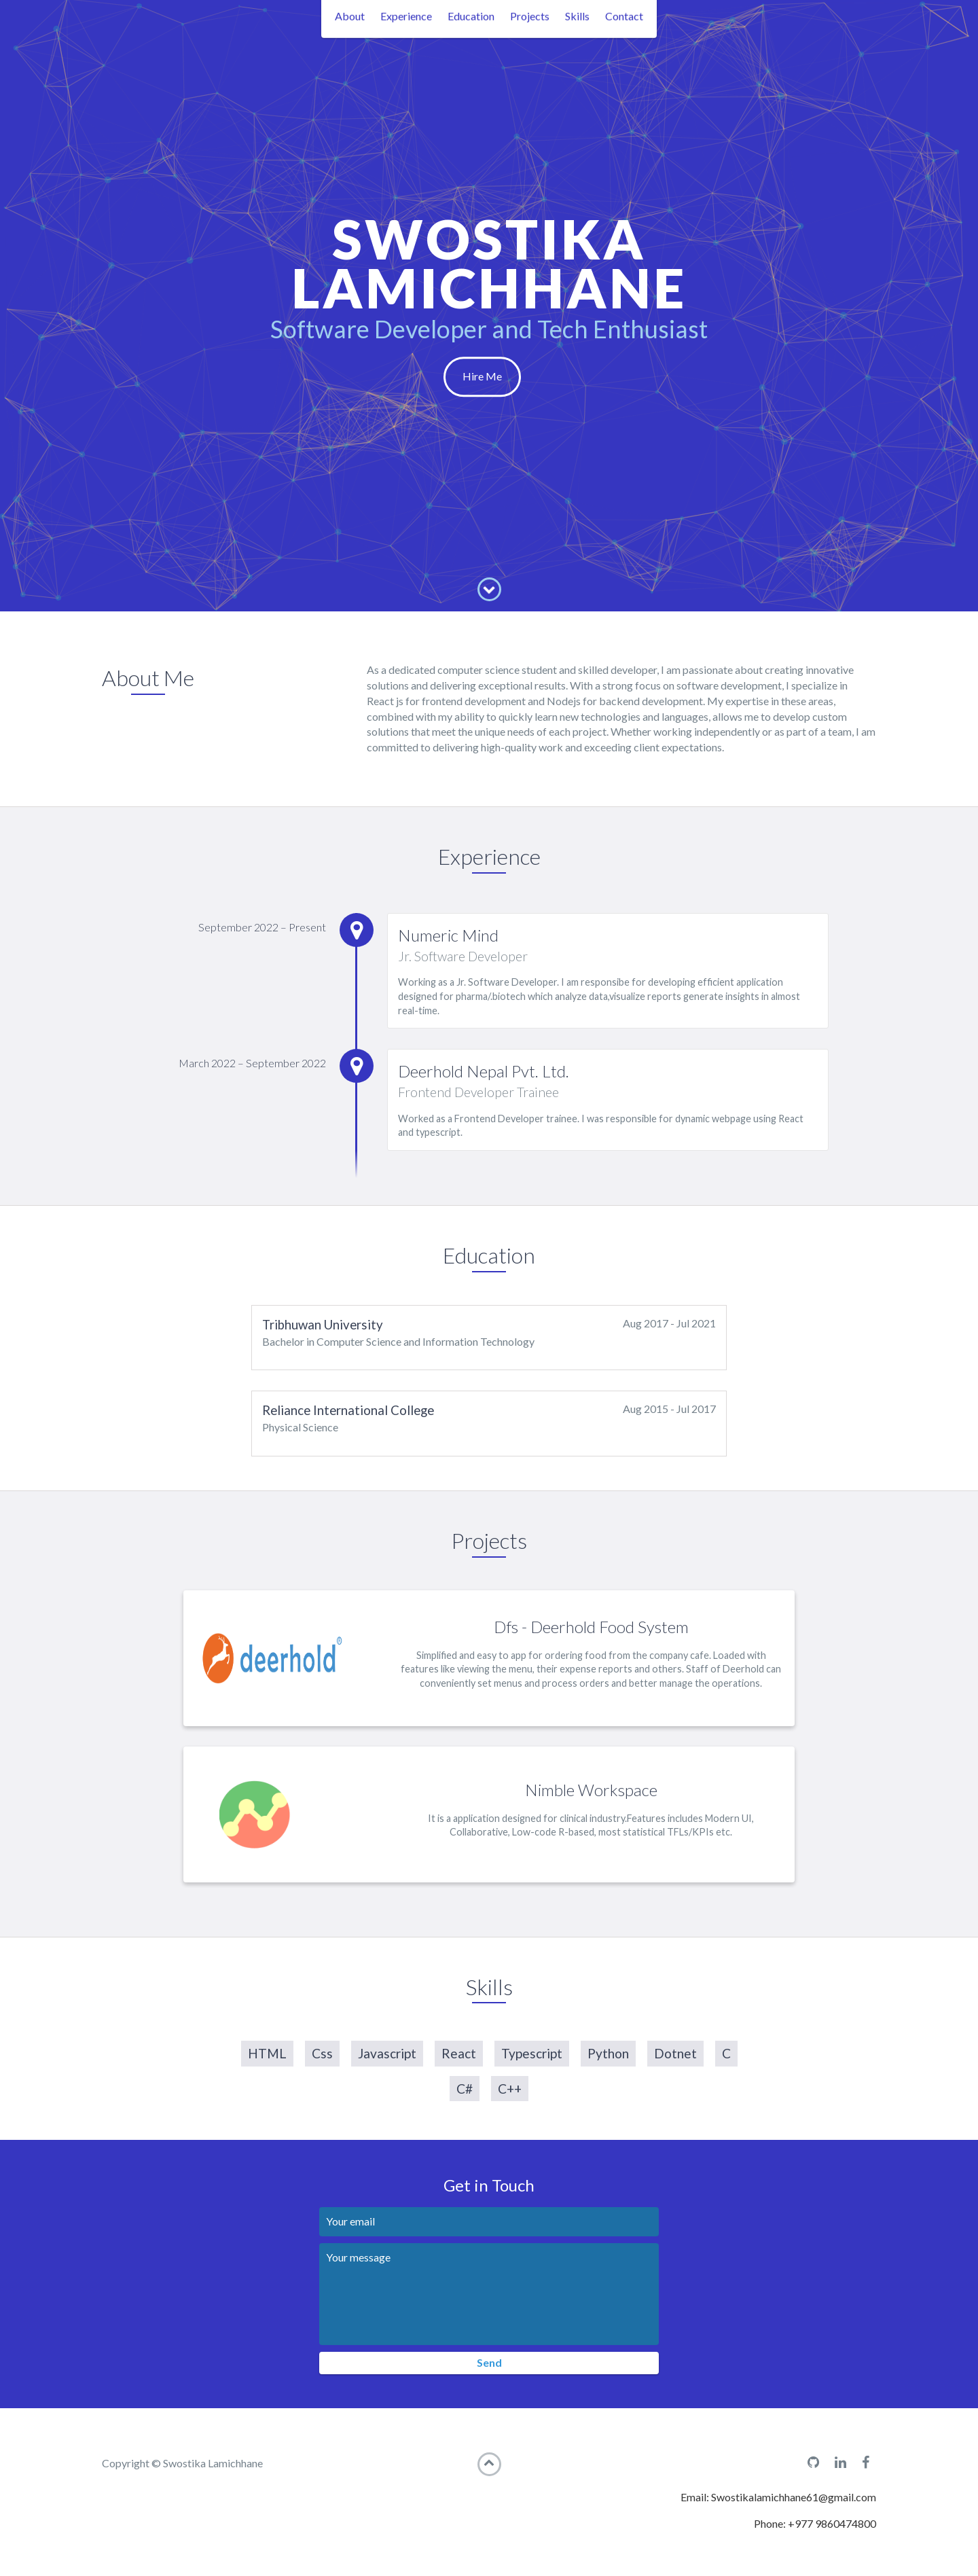 About Experience Education Projects Skills Contact
SWOSTIKA
LAMICHHANE
Software Developer and Tech Enthusiast
Hire Me
About Me
As a dedicated computer science student and skilled developer, I am passionate about creating innovative
solutions and delivering exceptional results. With a strong focus on software development, I specialize in
React js for frontend development and Nodejs for backend development. My expertise in these areas,
combined with my ability to quickly learn new technologies and languages, allows me to develop custom
solutions that meet the unique needs of each project. Whether working independently or as part of a team, I am
committed to delivering high-quality work and exceeding client expectations.
Experience
September 2022 – Present
Numeric Mind
Jr. Software Developer
Working as a Jr. Software Developer. I am responsibe for developing efficient application
designed for pharma/.biotech which analyze data,visualize reports generate insights in almost
real-time.
March 2022 – September 2022
Deerhold Nepal Pvt. Ltd.
Frontend Developer Trainee
Worked as a Frontend Developer trainee. I was responsible for dynamic webpage using React
and typescript.
Education
Tribhuwan University Aug 2017 - Jul 2021
Bachelor in Computer Science and Information Technology
Reliance International College Aug 2015 - Jul 2017
Physical Science
Projects
deerhold®
Dfs - Deerhold Food System
Simplified and easy to app for ordering food from the company cafe. Loaded with
features like viewing the menu, their expense reports and others. Staff of Deerhold can
conveniently set menus and process orders and better manage the operations.
Nimble Workspace
It is a application designed for clinical industry.Features includes Modern UI,
Collaborative, Low-code R-based, most statistical TFLs/KPIs etc.
Skills
HTML Css Javascript React Typescript Python Dotnet C
C# C++
Get in Touch
Your email
Your message
Send
Copyright © Swostika Lamichhane
Email: Swostikalamichhane61@gmail.com
Phone: +977 9860474800